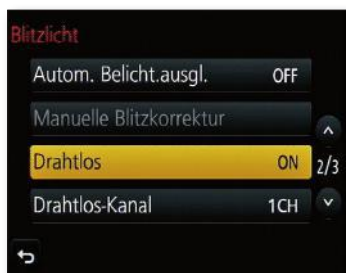 Blitzlicht
Autom. Belicht.ausgl. OFF
Manuelle Blitzkorrektur
Drahtlos ON
2/3
Drahtlos-Kanal 1CH